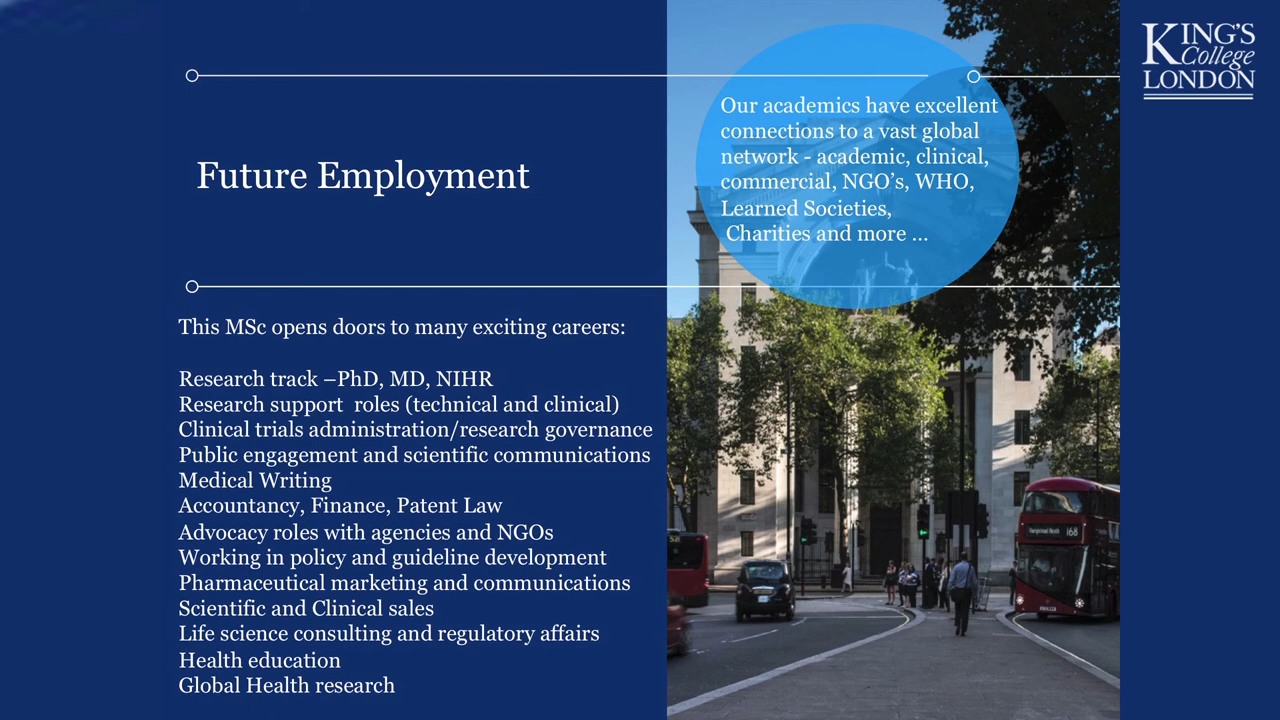 KING'S
College
LONDON
Our academics have excellent
connections to a vast global
network - academic, clinical,
commercial, NGO’s, WHO,
Learned Societies,
Charities and more ...
Future Employment
This MSc opens doors to many exciting careers:
Research track –PhD, MD, NIHR
Research support  roles (technical and clinical)
Clinical trials administration/research governance
Public engagement and scientific communications
Medical Writing
Accountancy, Finance, Patent Law
Advocacy roles with agencies and NGOs
Working in policy and guideline development
Pharmaceutical marketing and communications
Scientific and Clinical sales
Life science consulting and regulatory affairs
Health education
Global Health research
168